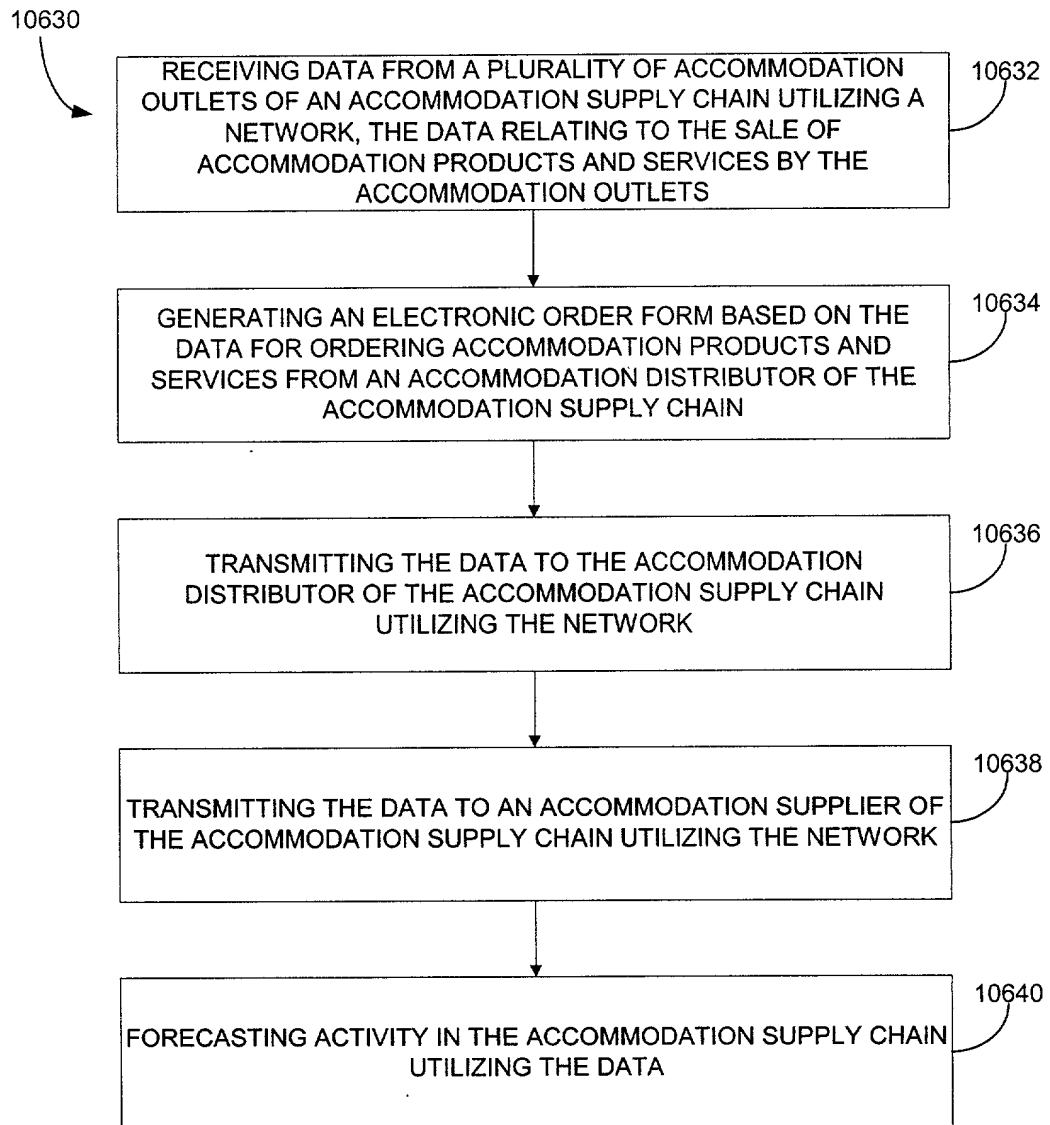 10630
RECEIVING DATA FROM A PLURALITY OF ACCOMMODATION
OUTLETS OF AN ACCOMMODATION SUPPLY CHAIN UTILIZING A
NETWORK, THE DATA RELATING TO THE SALE OF
ACCOMMODATION PRODUCTS AND SERVICES BY THE
ACCOMMODATION OUTLETS
10632
GENERATING AN ELECTRONIC ORDER FORM BASED ON THE
DATA FOR ORDERING ACCOMMODATION PRODUCTS AND
SERVICES FROM AN ACCOMMODATION DISTRIBUTOR OF THE
ACCOMMODATION SUPPLY CHAIN
10634
TRANSMITTING THE DATA TO THE ACCOMMODATION
DISTRIBUTOR OF THE ACCOMMODATION SUPPLY CHAIN
UTILIZING THE NETWORK
10636
TRANSMITTING THE DATA TO AN ACCOMMODATION SUPPLIER OF
THE ACCOMMODATION SUPPLY CHAIN UTILIZING THE NETWORK
10638
FORECASTING ACTIVITY IN THE ACCOMMODATION SUPPLY CHAIN
UTILIZING THE DATA
10640